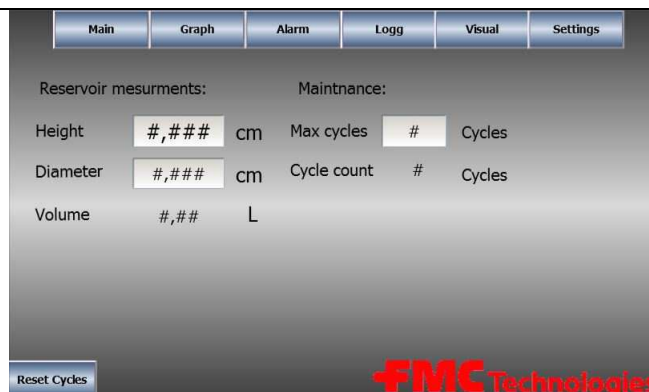 Main Graph Alarm Logg Visual Settings
Reservoir mesurments: Maintnance:
Height #,### cm Max cycles # Cycles
Diameter #,### cm Cycle count # Cycles
Volume #,## L
Reset Cycles
FMC Technologies